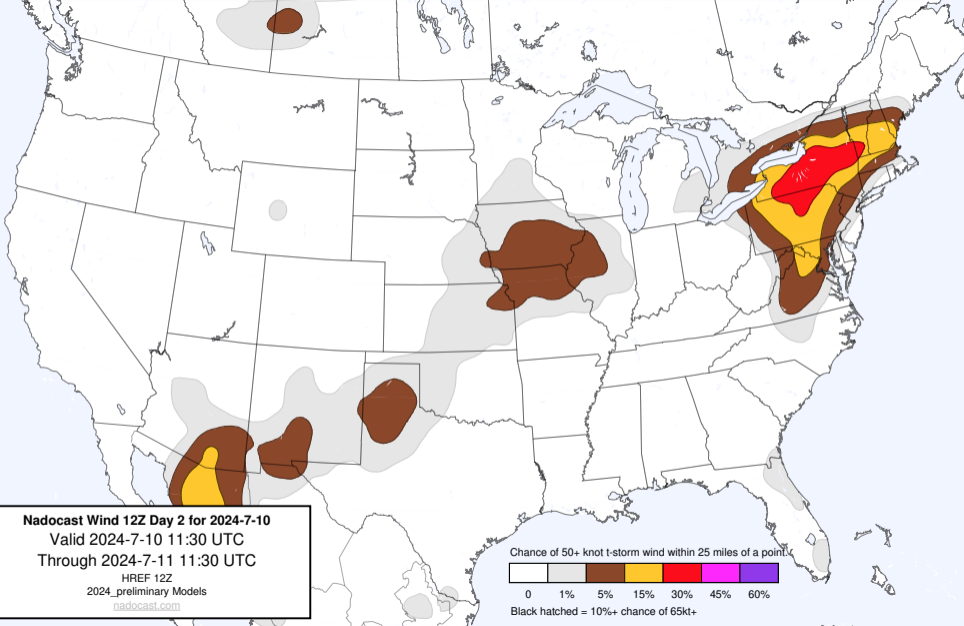 Nadocast Wind 12Z Day 2 for 2024-7-10
Valid 2024-7-10 11:30 UTC
Through 2024-7-11 11:30 UTC
HREF 12Z
2024_preliminary Models
nadocast.com
Chance of 50+ knot t-storm wind within 25 miles of a point.
0 1% 5% 15% 30% 45% 60%
Black hatched = 10%+ chance of 65kt+